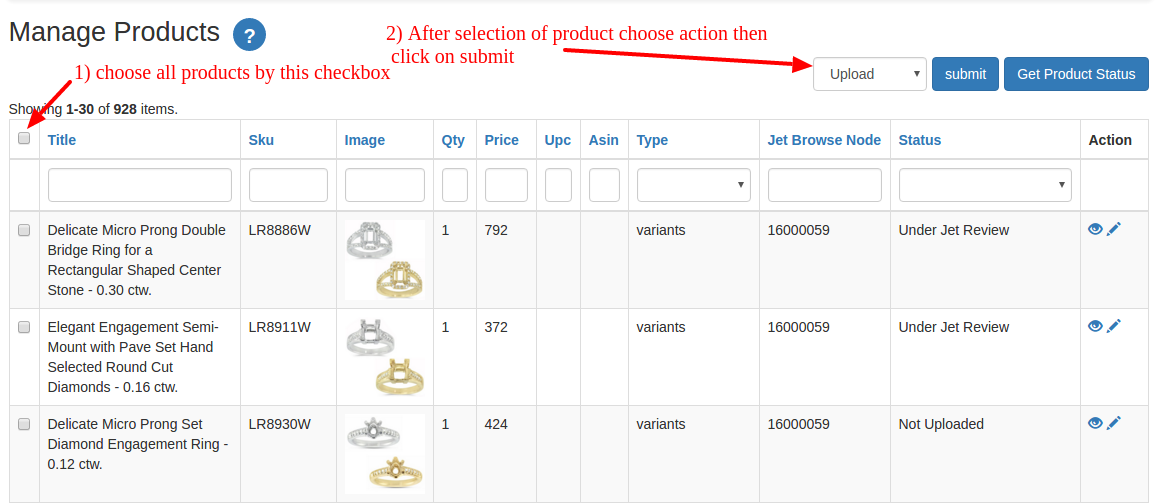 Manage Products ?
2) After selection of product choose action then
click on submit
1) choose all products by this checkbox
Upload submit Get Product Status
Showing 1-30 of 928 items.
Title Sku Image Qty Price Upc Asin Type Jet Browse Node Status Action
Delicate Micro Prong Double LR8886W 1 792 variants 16000059 Under Jet Review
Bridge Ring for a
Rectangular Shaped Center
Stone - 0.30 ctw.
Elegant Engagement Semi- LR8911W 1 372 variants 16000059 Under Jet Review
Mount with Pave Set Hand
Selected Round Cut
Diamonds - 0.16 ctw.
Delicate Micro Prong Set LR8930W 1 424 variants 16000059 Not Uploaded
Diamond Engagement Ring -
0.12 ctw.